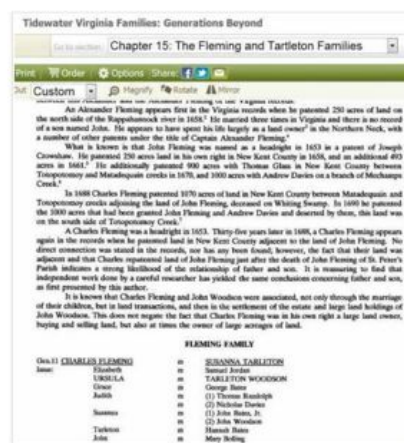 Tidewater Virginia Families: Generations Beyond
Go to section Chapter 15: The Fleming and Tartleton Families
Print Order Options Share:
Out Custom Magnify Rotate Mirror
An Alexander Fleming appears first in the Virginia records when he patented 250 acres of land on
the north side of the Rappahannock river in 1658. He married three times in Virginia and there is no record
of a son named John. He appears to have spent his life largely as a land owner in the Northern Neck, with
a number of other patents under the title of Captain Alexander Fleming.
What is known is that John Fleming was named as a headright in 1653 in a patent of Joseph
Crowshaw. He patented 250 acres land in his own right in New Kent County in 1658, and an additional 493
acres in 1661. He additionally patented 900 acres with Thomas Glass in New Kent County, between
Totopotomoy and Matadequin creeks in 1670, and 1000 acres with Andrew Davies on a branch of Mechamps
Creek.
In 1688 Charles Fleming patented 1070 acres of land in New Kent County between Matadequin and
Totopotomoy creeks adjoining the land of John Fleming, deceased on Whiting Swamp. In 1690 he patented
the 1000 acres that had been granted John Fleming and Andrew Davies and deserted by them, this land was
on the south side of Totopotomoy Creek.
A Charles Fleming was a headright in 1653. Thirty-five years later in 1688, a Charles Fleming appears
again in the records when he patented land in New Kent County adjacent to the land of John Fleming. No
direct connection was stated in the records, nor has any been found, however, the fact that their land was
adjacent and that Charles repatented land of John Fleming just after the death of John Fleming of St. Peter's
Parish indicates a strong likelihood of the relationship of father and son. It is reassuring to find that
independent work done by a careful researcher has yielded the same conclusions concerning father and son,
as first presented by this author.
It is known that Charles Fleming and John Woodson were associated, not only through the marriage
of their children, but in land transactions, and then in the settlement of the estate and large land holdings of
John Woodson. This does not negate the fact that Charles Fleming was in his own right a large land owner,
buying and selling land, but also at times the owner of large acreages of land.
FLEMING FAMILY
Gen.11 CHARLES FLEMING m SUSANNA TARLETON
Issue: Elizabeth m Samuel Jordan
URSULA m TARLETON WOODSON
Grace m George Bates
Judith m (1) Thomas Randolph
m (2) Nicholas Davies
Susanna m (1) John Bates, Jr.
m (2) John Woodson
Tarleton m Hannah Bates
John m Mary Bolling